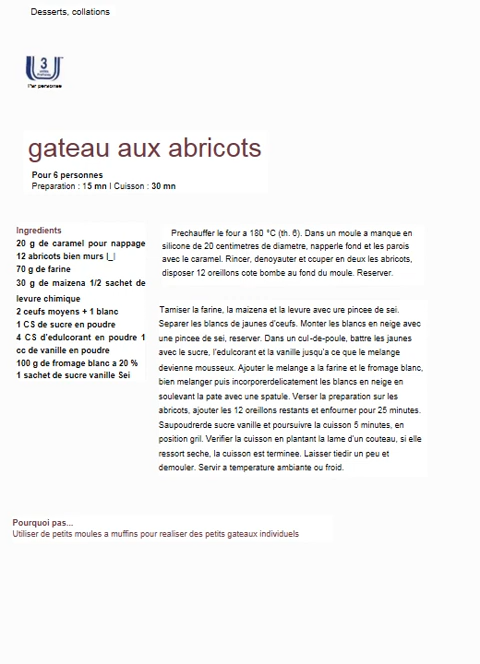 Desserts, collations
3
Par personne
gateau aux abricots
Pour 6 personnes
Preparation : 15 mn I Cuisson : 30 mn
Ingredients
20 g de caramel pour nappage
12 abricots bien murs |_|
70 g de farine
30 g de maizena 1/2 sachet de
levure chimique
2 ceufs moyens + 1 blanc
1 CS de sucre en poudre
4 CS d'edulcorant en poudre 1
cc de vanille en poudre
100 g de fromage blanc a 20 %
1 sachet de sucre vanille Sei
Prechauffer le four a 180 °C (th. 6). Dans un moule a manque en
silicone de 20 centimetres de diametre, napperle fond et les parois
avec le caramel. Rincer, denoyauter et ccuper en deux les abricots,
disposer 12 oreillons cote bombe au fond du moule. Reserver.
Tamiser la farine, la maizena et la levure avec ure pincee de sei.
Separer les blancs de jaunes d'ceufs. Monter les blancs en neige avec
une pincee de sei, reserver. Dans un cul-de-poule, battre les jaunes
avec le sucre, l'edulcorant et la vanille jusqu'a ce que le melange
devienne mousseux. Ajouter le melange a la farine et le fromage blanc,
bien melanger puis incorporerdelicatement les blancs en neige en
soulevant la pate avec une spatule. Verser la preparation sur les
abricots, ajouter les 12 oreillons restants et enfourner pour 25 minutes.
Saupoudrerde sucre vanille et poursuivre la cuisson 5 minutes, en
position gril. Verifier la cuisson en plantant la lame d'un couteau, si elle
ressort seche, la cuisson est terminee. Laisser tiedir un peu et
demouler. Servir a temperature ambiante ou froid.
Pourquoi pas...
Utiliser de petits moules a muffins pour realiser des petits gateaux individuels